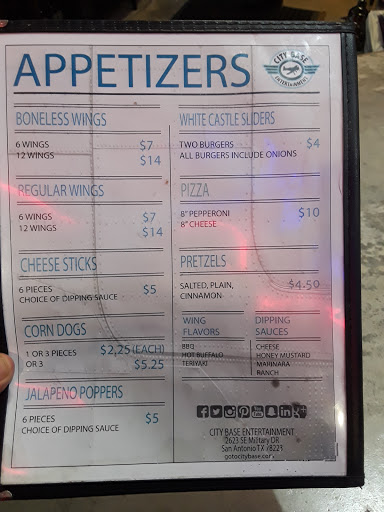 APPETIZERS
CITY BASE
ENTERTAINMENT
BONELESS WINGS
6 WINGS $7
12 WINGS $14
REGULAR WINGS
6 WINGS $7
12 WINGS $14
CHEESE STICKS
6 PIECES $5
CHOICE OF DIPPING SAUCE
CORN DOGS
1 OR 3 PIECES $2.25 (EACH)
OR 3 $5.25
JALAPENO POPPERS
6 PIECES $5
CHOICE OF DIPPING SAUCE
WHITE CASTLE SLIDERS
TWO BURGERS $4
ALL BURGERS INCLUDE ONIONS
PIZZA
8" PEPPERONI $10
8" CHEESE
PRETZELS
SALTED, PLAIN, $4.50
CINNAMON
WING
FLAVORS
BBQ
HOT BUFFALO
TERIYAKI
DIPPING
SAUCES
CHEESE
HONEY MUSTARD
MARINARA
RANCH
CITY BASE ENTERTAINMENT
2623 SE Military DR
San Antonio TX 78223
gotocitybase.com